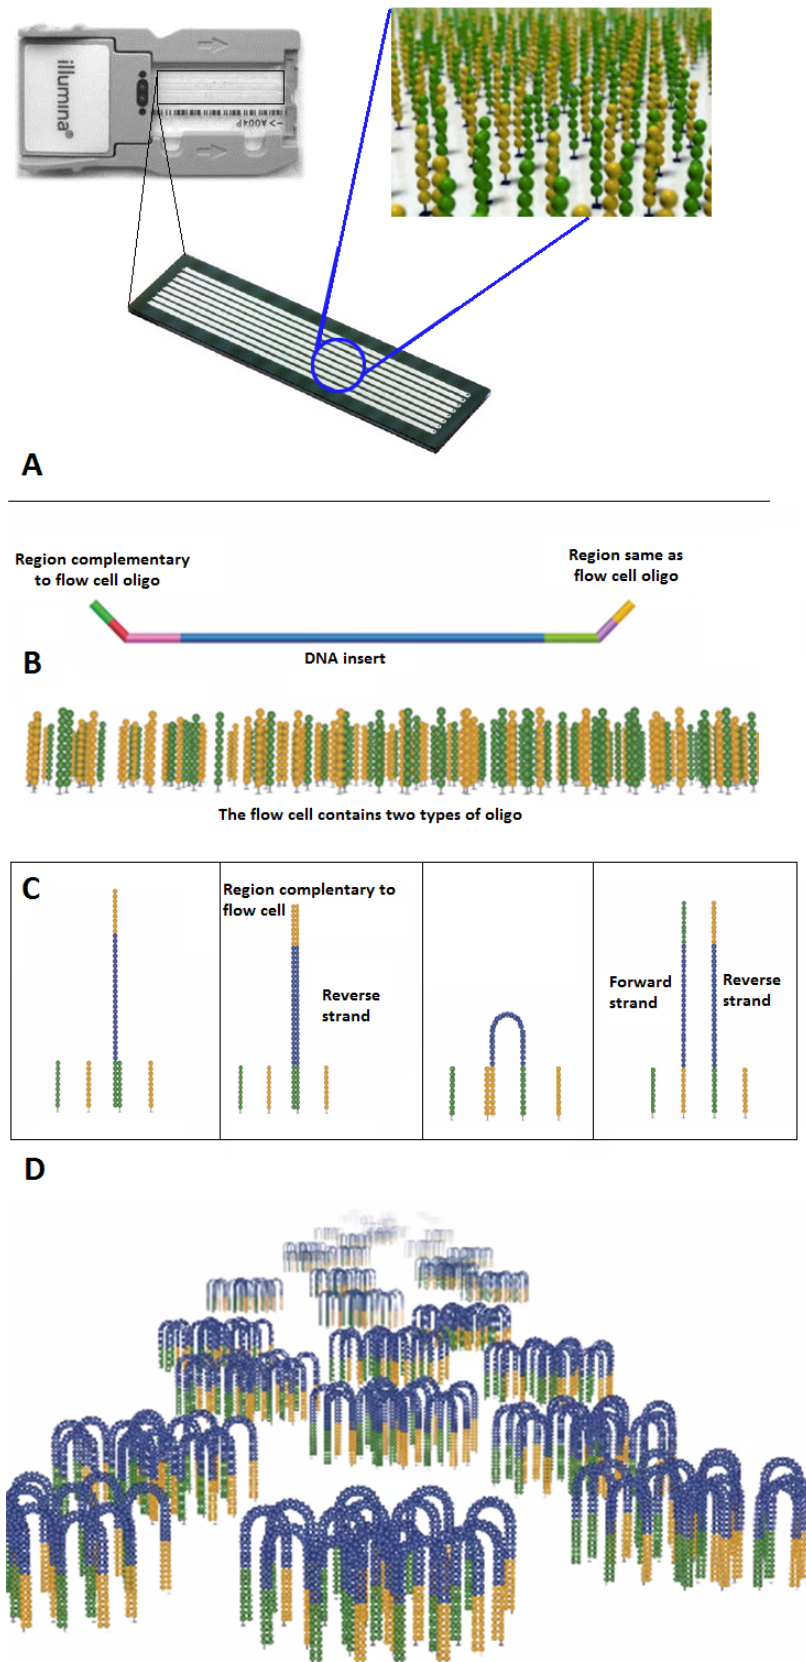 illumina®
->A004P
A
Region complementary
to flow cell oligo
Region same as
flow cell oligo
DNA insert
B
The flow cell contains two types of oligo
C
Region complentary to
flow cell
Reverse
strand
Forward
strand
Reverse
strand
D